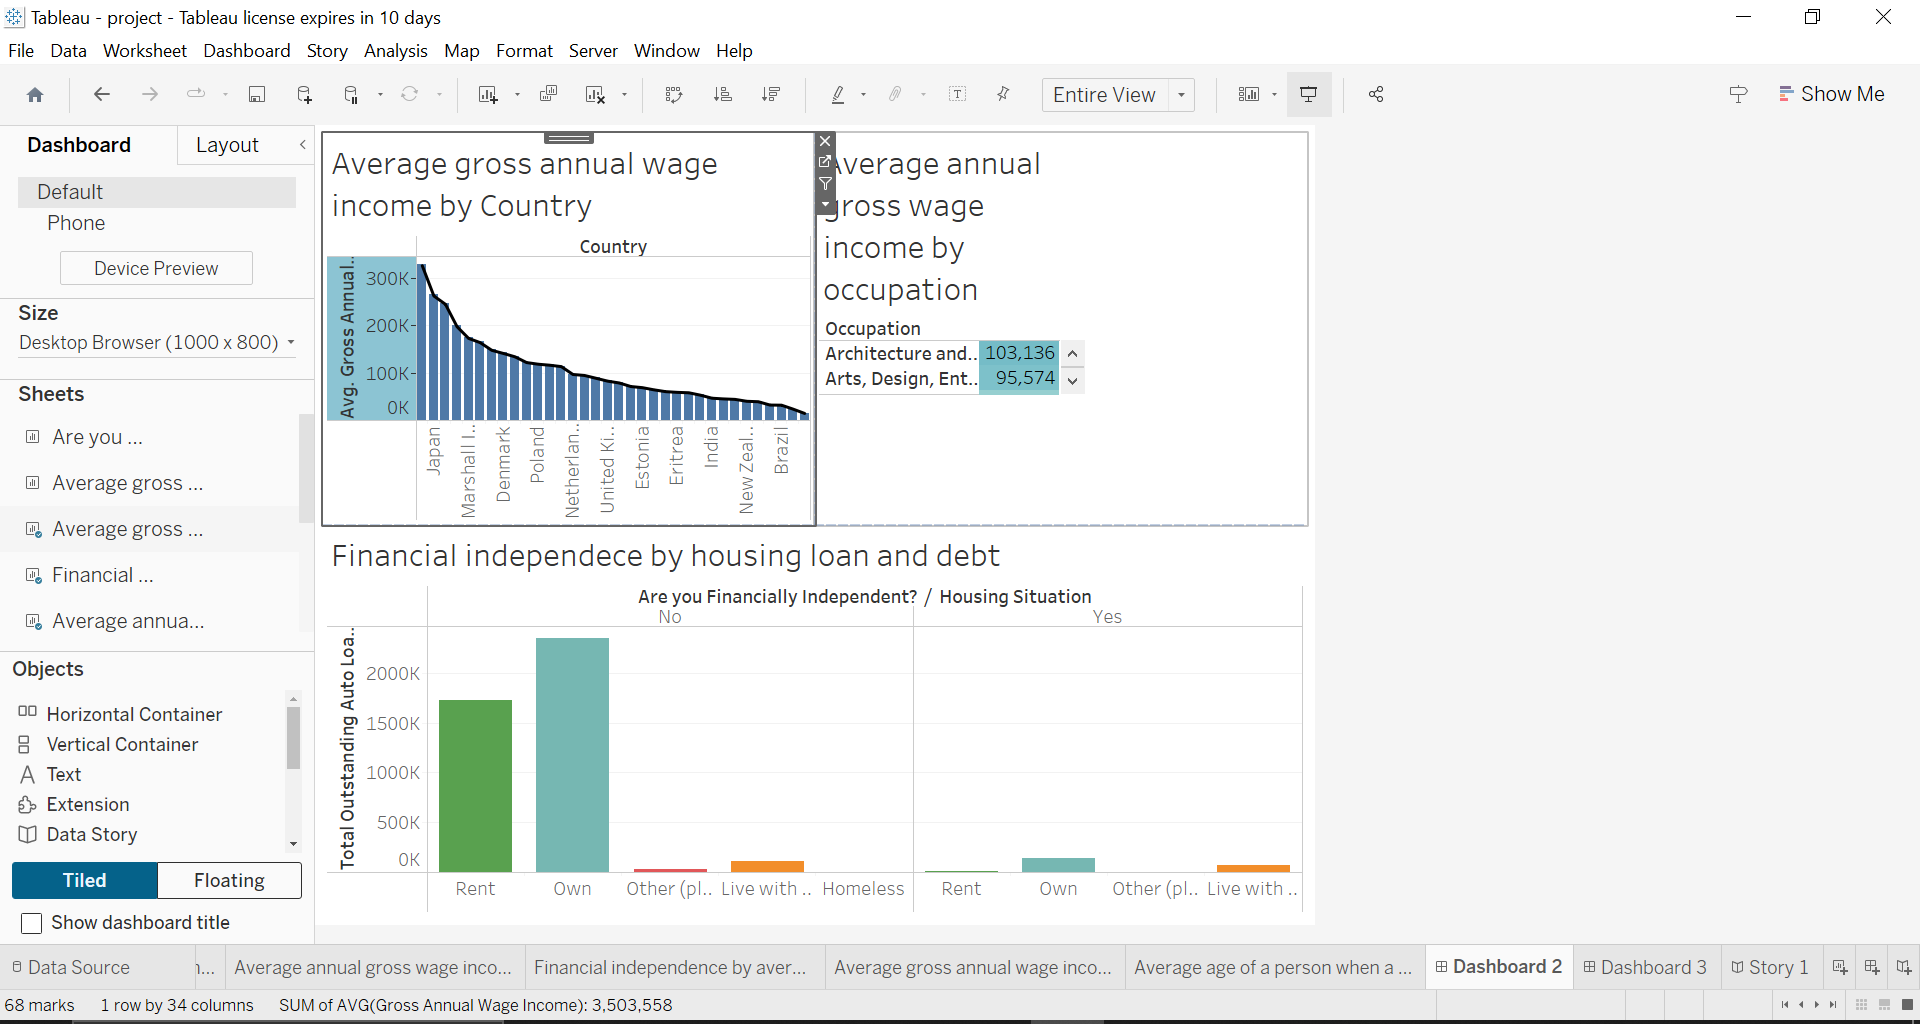 Tableau - project - Tableau license expires in 10 days
File Data Worksheet Dashboard Story Analysis Map Format Server Window Help
Entire View
Show Me
Dashboard
Layout
Default
Phone
Device Preview
Size
Desktop Browser (1000 x 800)
Sheets
Are you ...
Average gross ...
Average gross ...
Financial ...
Average annua...
Objects
Horizontal Container
Vertical Container
Text
Extension
Data Story
Tiled
Floating
Show dashboard title
Average gross annual wage
income by Country
Country
Avg. Gross Annual..
300K
200K
100K
0K
Japan
Marshall I..
Denmark
Poland
Netherlan..
United Ki..
Estonia
Eritrea
India
New Zeal..
Brazil
Average annual
gross wage
income by
occupation
Occupation
Architecture and.. 103,136
Arts, Design, Ent.. 95,574
Financial independece by housing loan and debt
Are you Financially Independent? / Housing Situation
No
Yes
Total Outstanding Auto Loa..
2000K
1500K
1000K
500K
0K
Rent Own Other (pl.. Live with .. Homeless Rent Own Other (pl.. Live with ..
Data Source
Average annual gross wage inco...
Financial independence by aver...
Average gross annual wage inco...
Average age of a person when a ...
Dashboard 2
Dashboard 3
Story 1
68 marks 1 row by 34 columns SUM of AVG(Gross Annual Wage Income): 3,503,558